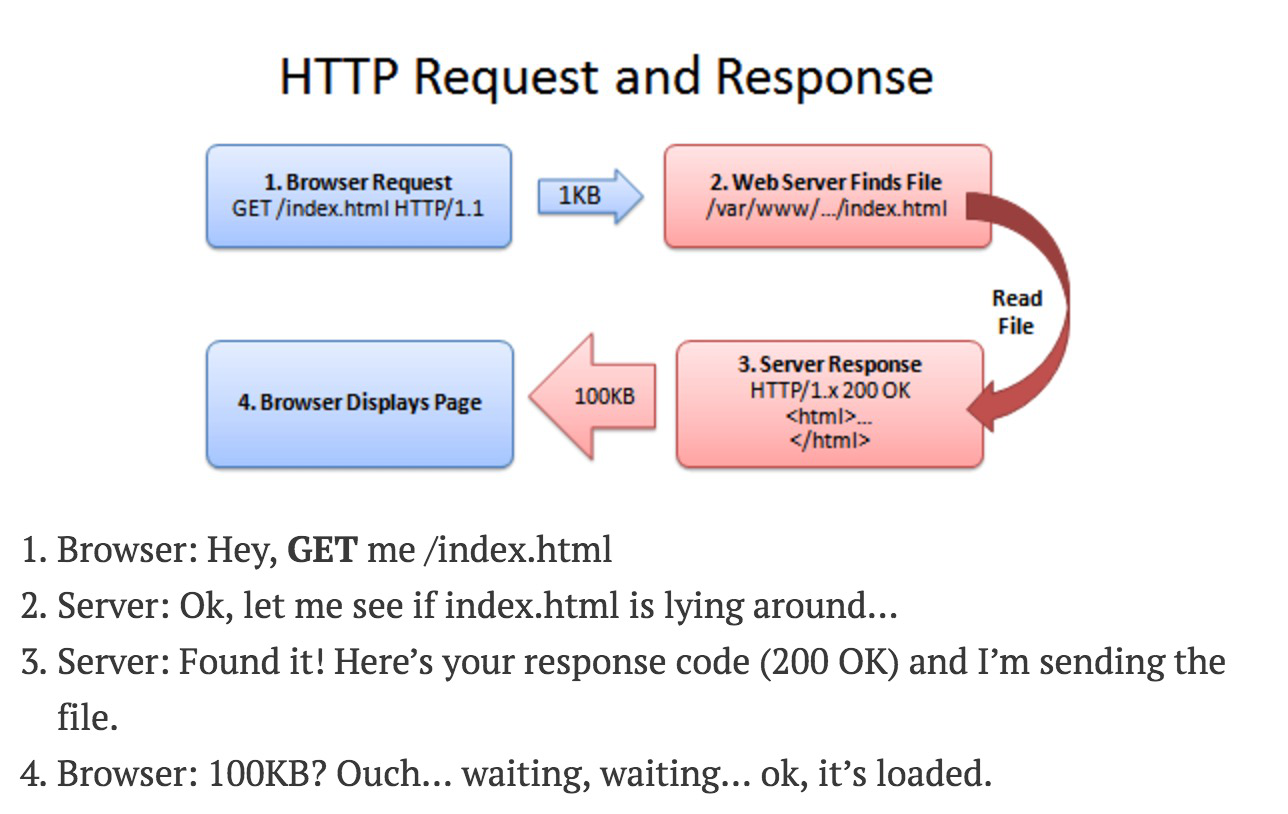 HTTP Request and Response
1. Browser Request
GET /index.html HTTP/1.1
1KB
2. Web Server Finds File
/var/www/.../index.html
Read
File
3. Server Response
HTTP/1.x 200 OK
<html>...
</html>
100KB
4. Browser Displays Page
1. Browser: Hey, GET me /index.html
2. Server: Ok, let me see if index.html is lying around…
3. Server: Found it! Here’s your response code (200 OK) and I’m sending the
file.
4. Browser: 100KB? Ouch… waiting, waiting… ok, it’s loaded.